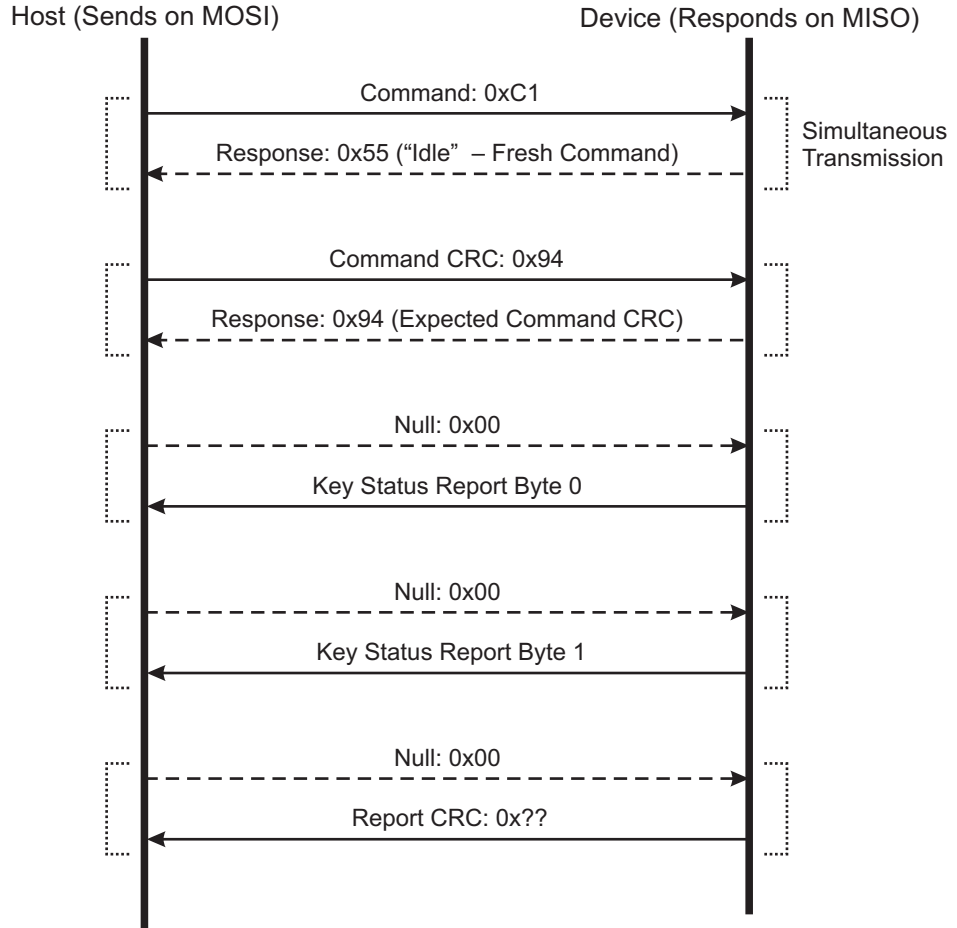 Host (Sends on MOSI)
Device (Responds on MISO)
Command: 0xC1
Response: 0x55 (“Idle” – Fresh Command)
Simultaneous
Transmission
Command CRC: 0x94
Response: 0x94 (Expected Command CRC)
Null: 0x00
Key Status Report Byte 0
Null: 0x00
Key Status Report Byte 1
Null: 0x00
Report CRC: 0x??